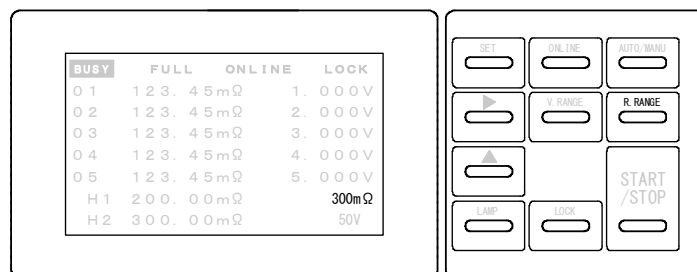 BUSY FULL ONLINE LOCK
01 123.45mΩ 1.000V
02 123.45mΩ 2.000V
03 123.45mΩ 3.000V
04 123.45mΩ 4.000V
05 123.45mΩ 5.000V
H1 200.00mΩ 300mΩ
H2 300.00mΩ 50V
SET ONLINE AUTO/MANU
V.RANGE R.RANGE
START
/STOP
LAMP LOCK